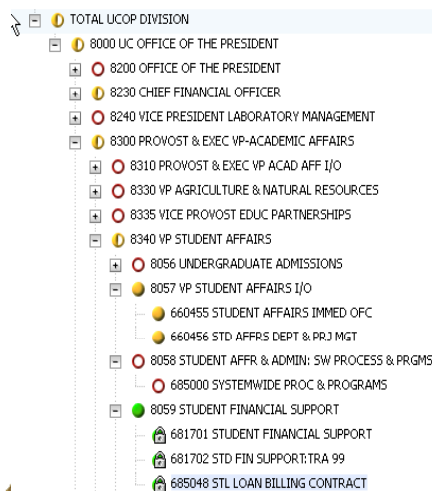 TOTAL UCOP DIVISION
8000 UC OFFICE OF THE PRESIDENT
8200 OFFICE OF THE PRESIDENT
8230 CHIEF FINANCIAL OFFICER
8240 VICE PRESIDENT LABORATORY MANAGEMENT
8300 PROVOST & EXEC VP-ACADEMIC AFFAIRS
8310 PROVOST & EXEC VP ACAD AFF I/O
8330 VP AGRICULTURE & NATURAL RESOURCES
8335 VICE PROVOST EDUC PARTNERSHIPS
8340 VP STUDENT AFFAIRS
8056 UNDERGRADUATE ADMISSIONS
8057 VP STUDENT AFFAIRS I/O
660455 STUDENT AFFAIRS IMMED OFC
660456 STD AFFRS DEPT & PRJ MGT
8058 STUDENT AFFR & ADMIN: SW PROCESS & PRGMS
685000 SYSTEMWIDE PROC & PROGRAMS
8059 STUDENT FINANCIAL SUPPORT
681701 STUDENT FINANCIAL SUPPORT
681702 STD FIN SUPPORT:TRA 99
685048 STL LOAN BILLING CONTRACT